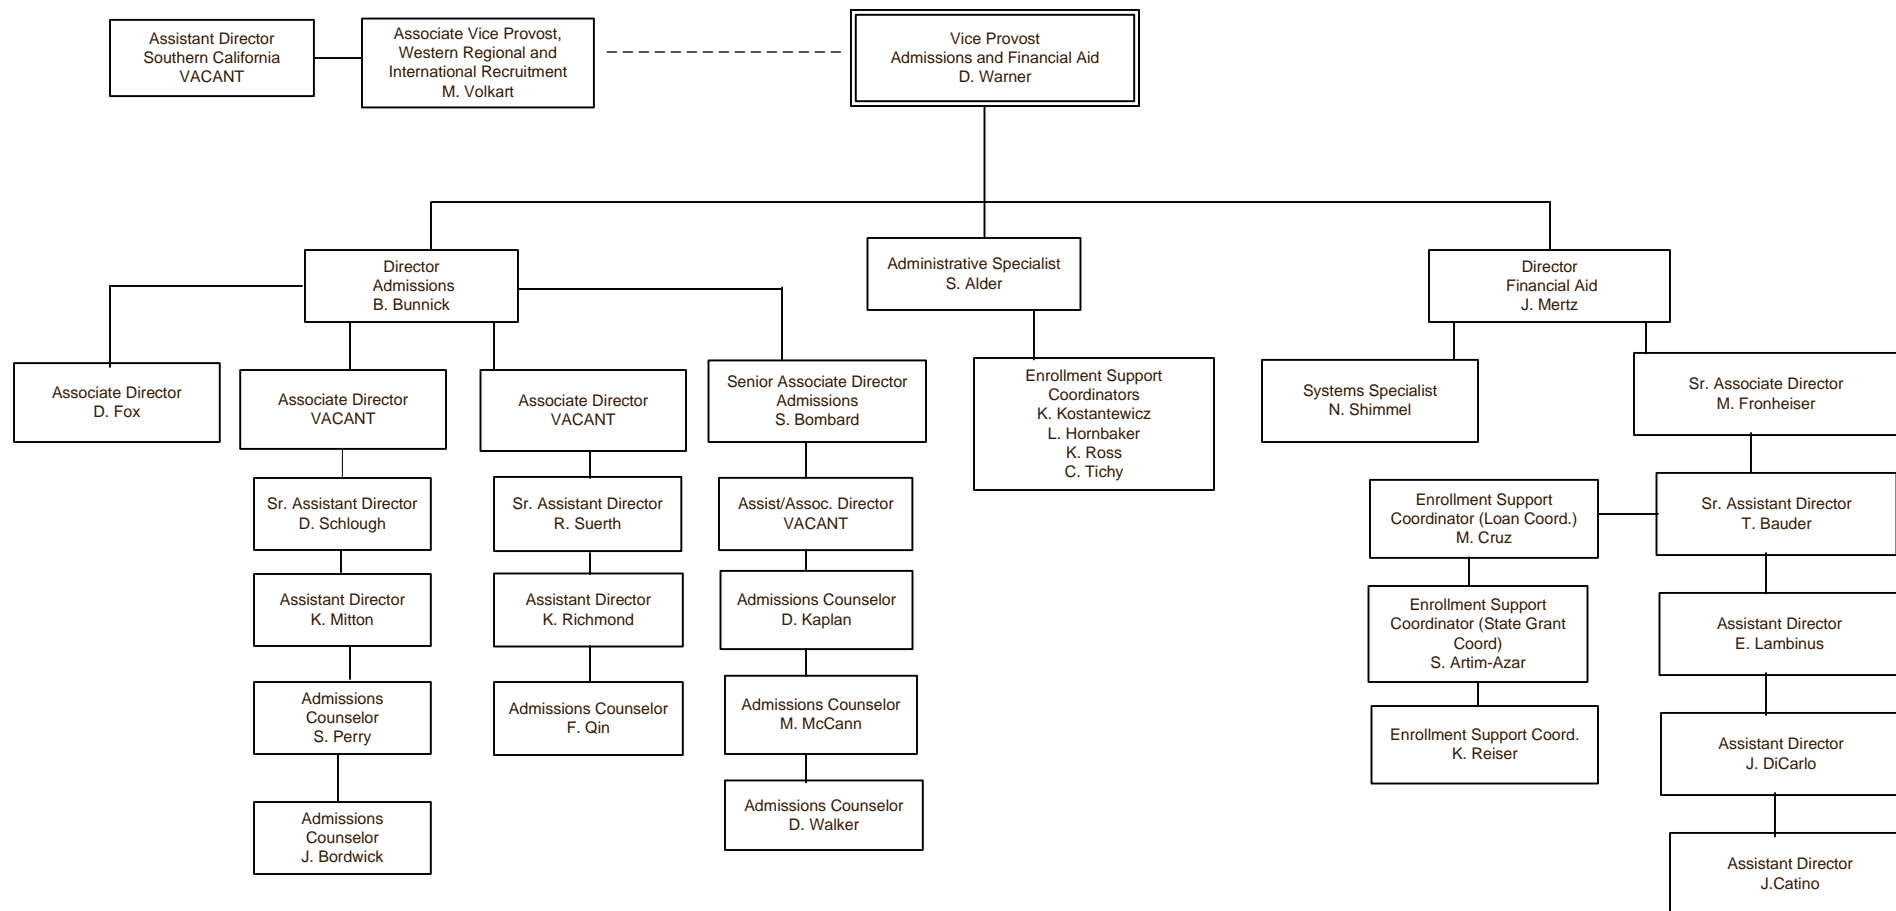 Assistant Director
Southern California
VACANT
Associate Vice Provost,
Western Regional and
International Recruitment
M. Volkart
Vice Provost
Admissions and Financial Aid
D. Warner
Director
Admissions
B. Bunnick
Administrative Specialist
S. Alder
Director
Financial Aid
J. Mertz
Associate Director
D. Fox
Associate Director
VACANT
Associate Director
VACANT
Senior Associate Director
Admissions
S. Bombard
Enrollment Support
Coordinators
K. Kostantewicz
L. Hornbaker
K. Ross
C. Tichy
Systems Specialist
N. Shimmel
Sr. Associate Director
M. Fronheiser
Sr. Assistant Director
D. Schlough
Sr. Assistant Director
R. Suerth
Assist/Assoc. Director
VACANT
Enrollment Support
Coordinator (Loan Coord.)
M. Cruz
Sr. Assistant Director
T. Bauder
Assistant Director
K. Mitton
Assistant Director
K. Richmond
Admissions Counselor
D. Kaplan
Enrollment Support
Coordinator (State Grant
Coord)
S. Artim-Azar
Assistant Director
E. Lambinus
Admissions
Counselor
S. Perry
Admissions Counselor
F. Qin
Admissions Counselor
M. McCann
Enrollment Support Coord.
K. Reiser
Assistant Director
J. DiCarlo
Admissions
Counselor
J. Bordwick
Admissions Counselor
D. Walker
Assistant Director
J.Catino